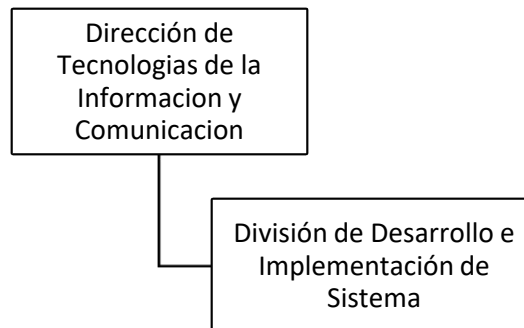 Dirección de
Tecnologias de la
Informacion y
Comunicacion
División de Desarrollo e
Implementación de
Sistema